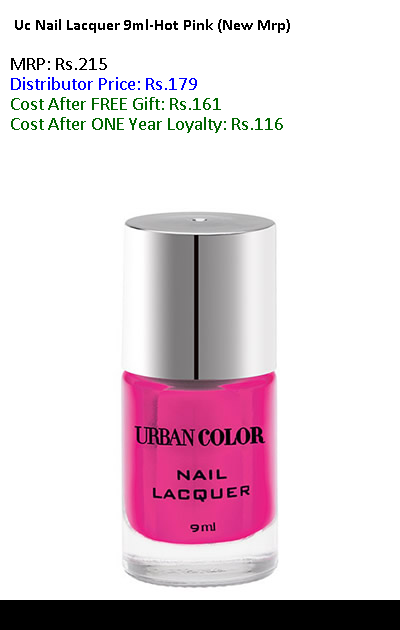 Uc Nail Lacquer 9ml-Hot Pink (New Mrp)
MRP: Rs.215
Distributor Price: Rs.179
Cost After FREE Gift: Rs.161
Cost After ONE Year Loyalty: Rs.116
URBAN COLOR
NAIL
LACQUER
9ml